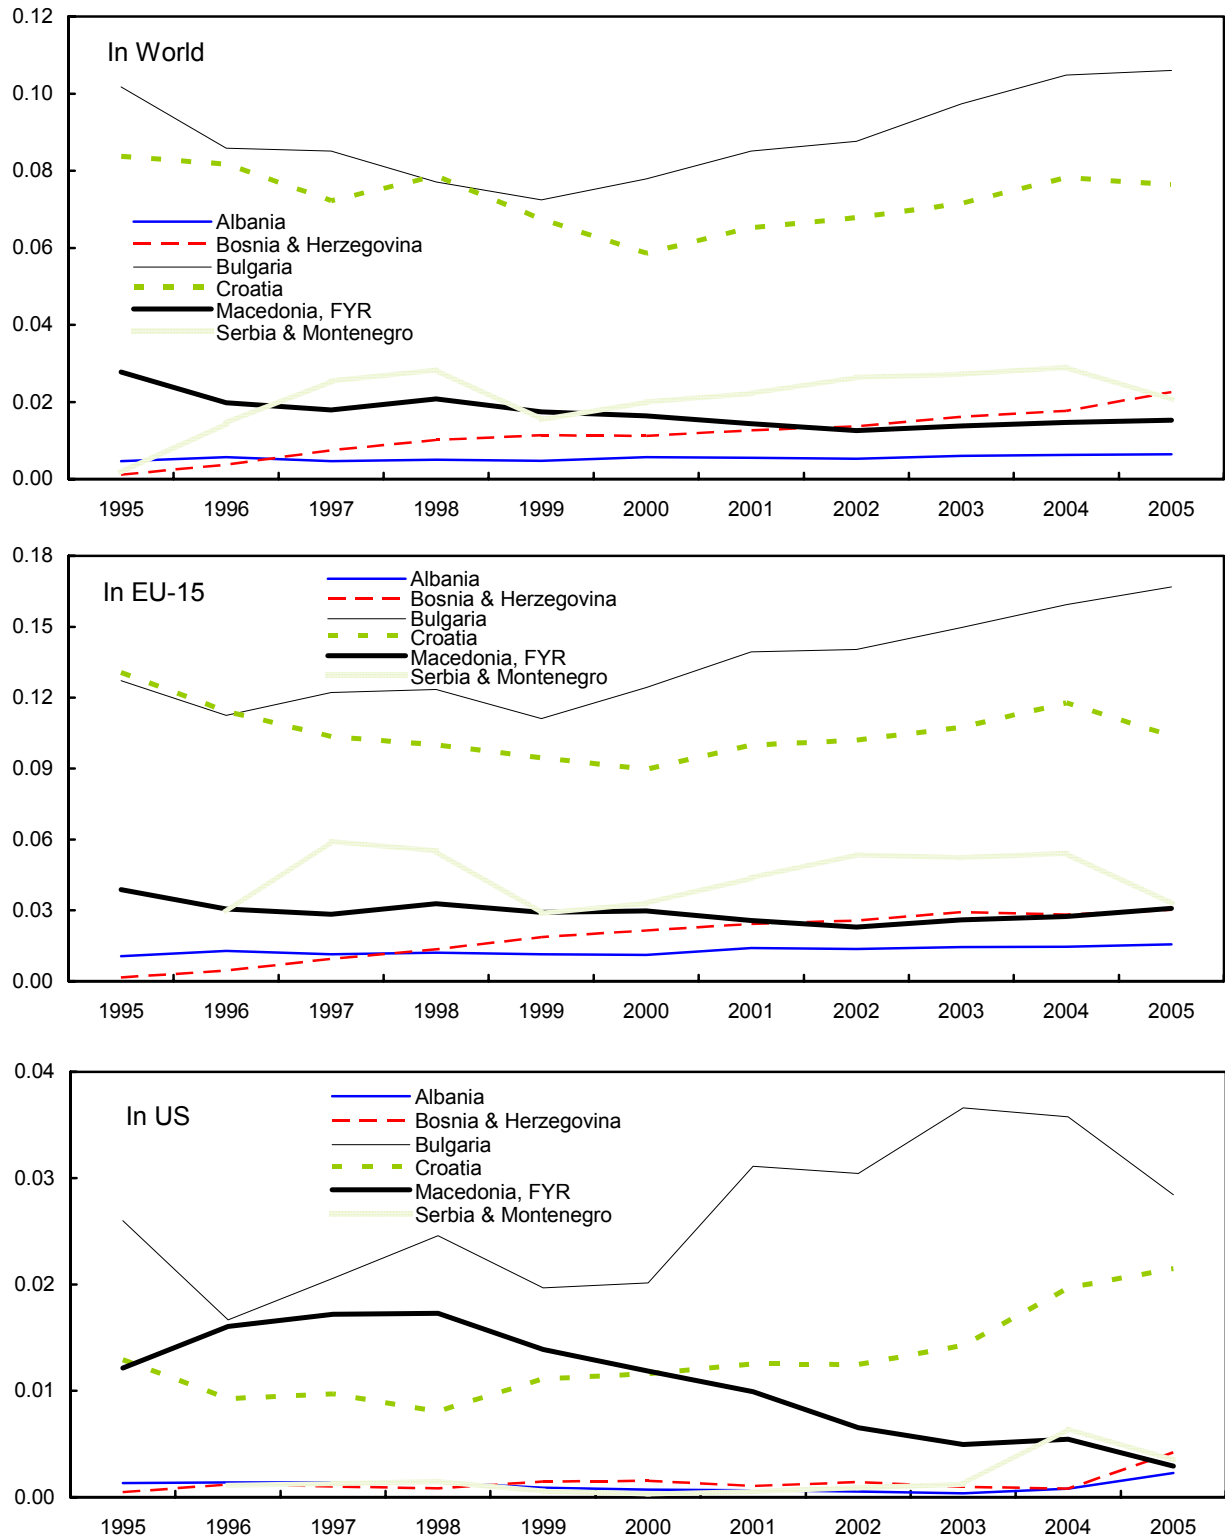 0.12
In World
0.10
0.08
0.06
0.04
0.02
0.00
Albania
Bosnia & Herzegovina
Bulgaria
Croatia
Macedonia, FYR
Serbia & Montenegro
1995 1996 1997 1998 1999 2000 2001 2002 2003 2004 2005
0.18
In EU-15
0.15
0.12
0.09
0.06
0.03
0.00
Albania
Bosnia & Herzegovina
Bulgaria
Croatia
Macedonia, FYR
Serbia & Montenegro
1995 1996 1997 1998 1999 2000 2001 2002 2003 2004 2005
0.04
In US
0.03
0.02
0.01
0.00
Albania
Bosnia & Herzegovina
Bulgaria
Croatia
Macedonia, FYR
Serbia & Montenegro
1995 1996 1997 1998 1999 2000 2001 2002 2003 2004 2005